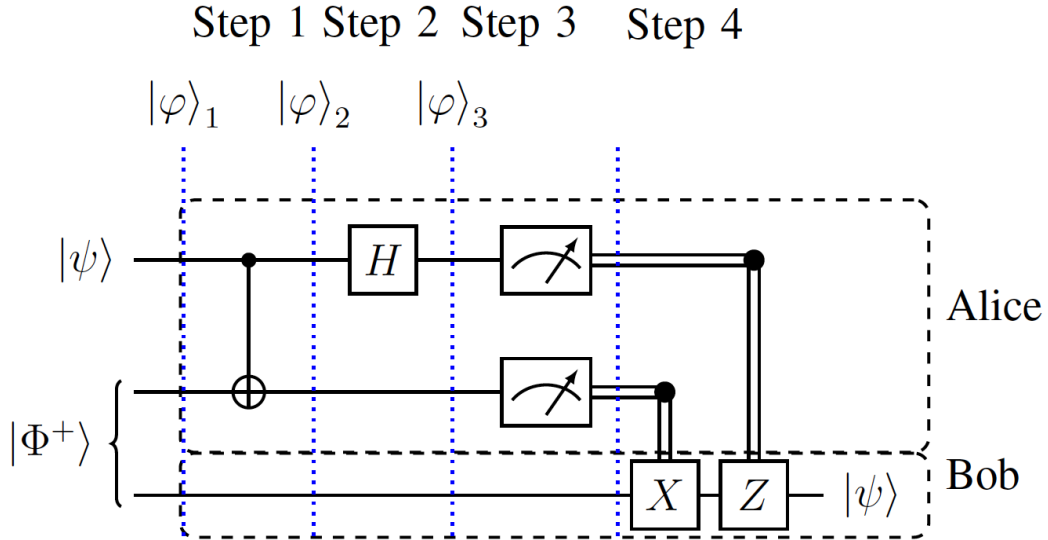 Step 1 Step 2 Step 3 Step 4
|φ⟩₁ |φ⟩₂ |φ⟩₃
|ψ⟩ H
Alice
|Φ⁺⟩
Bob
X Z |ψ⟩